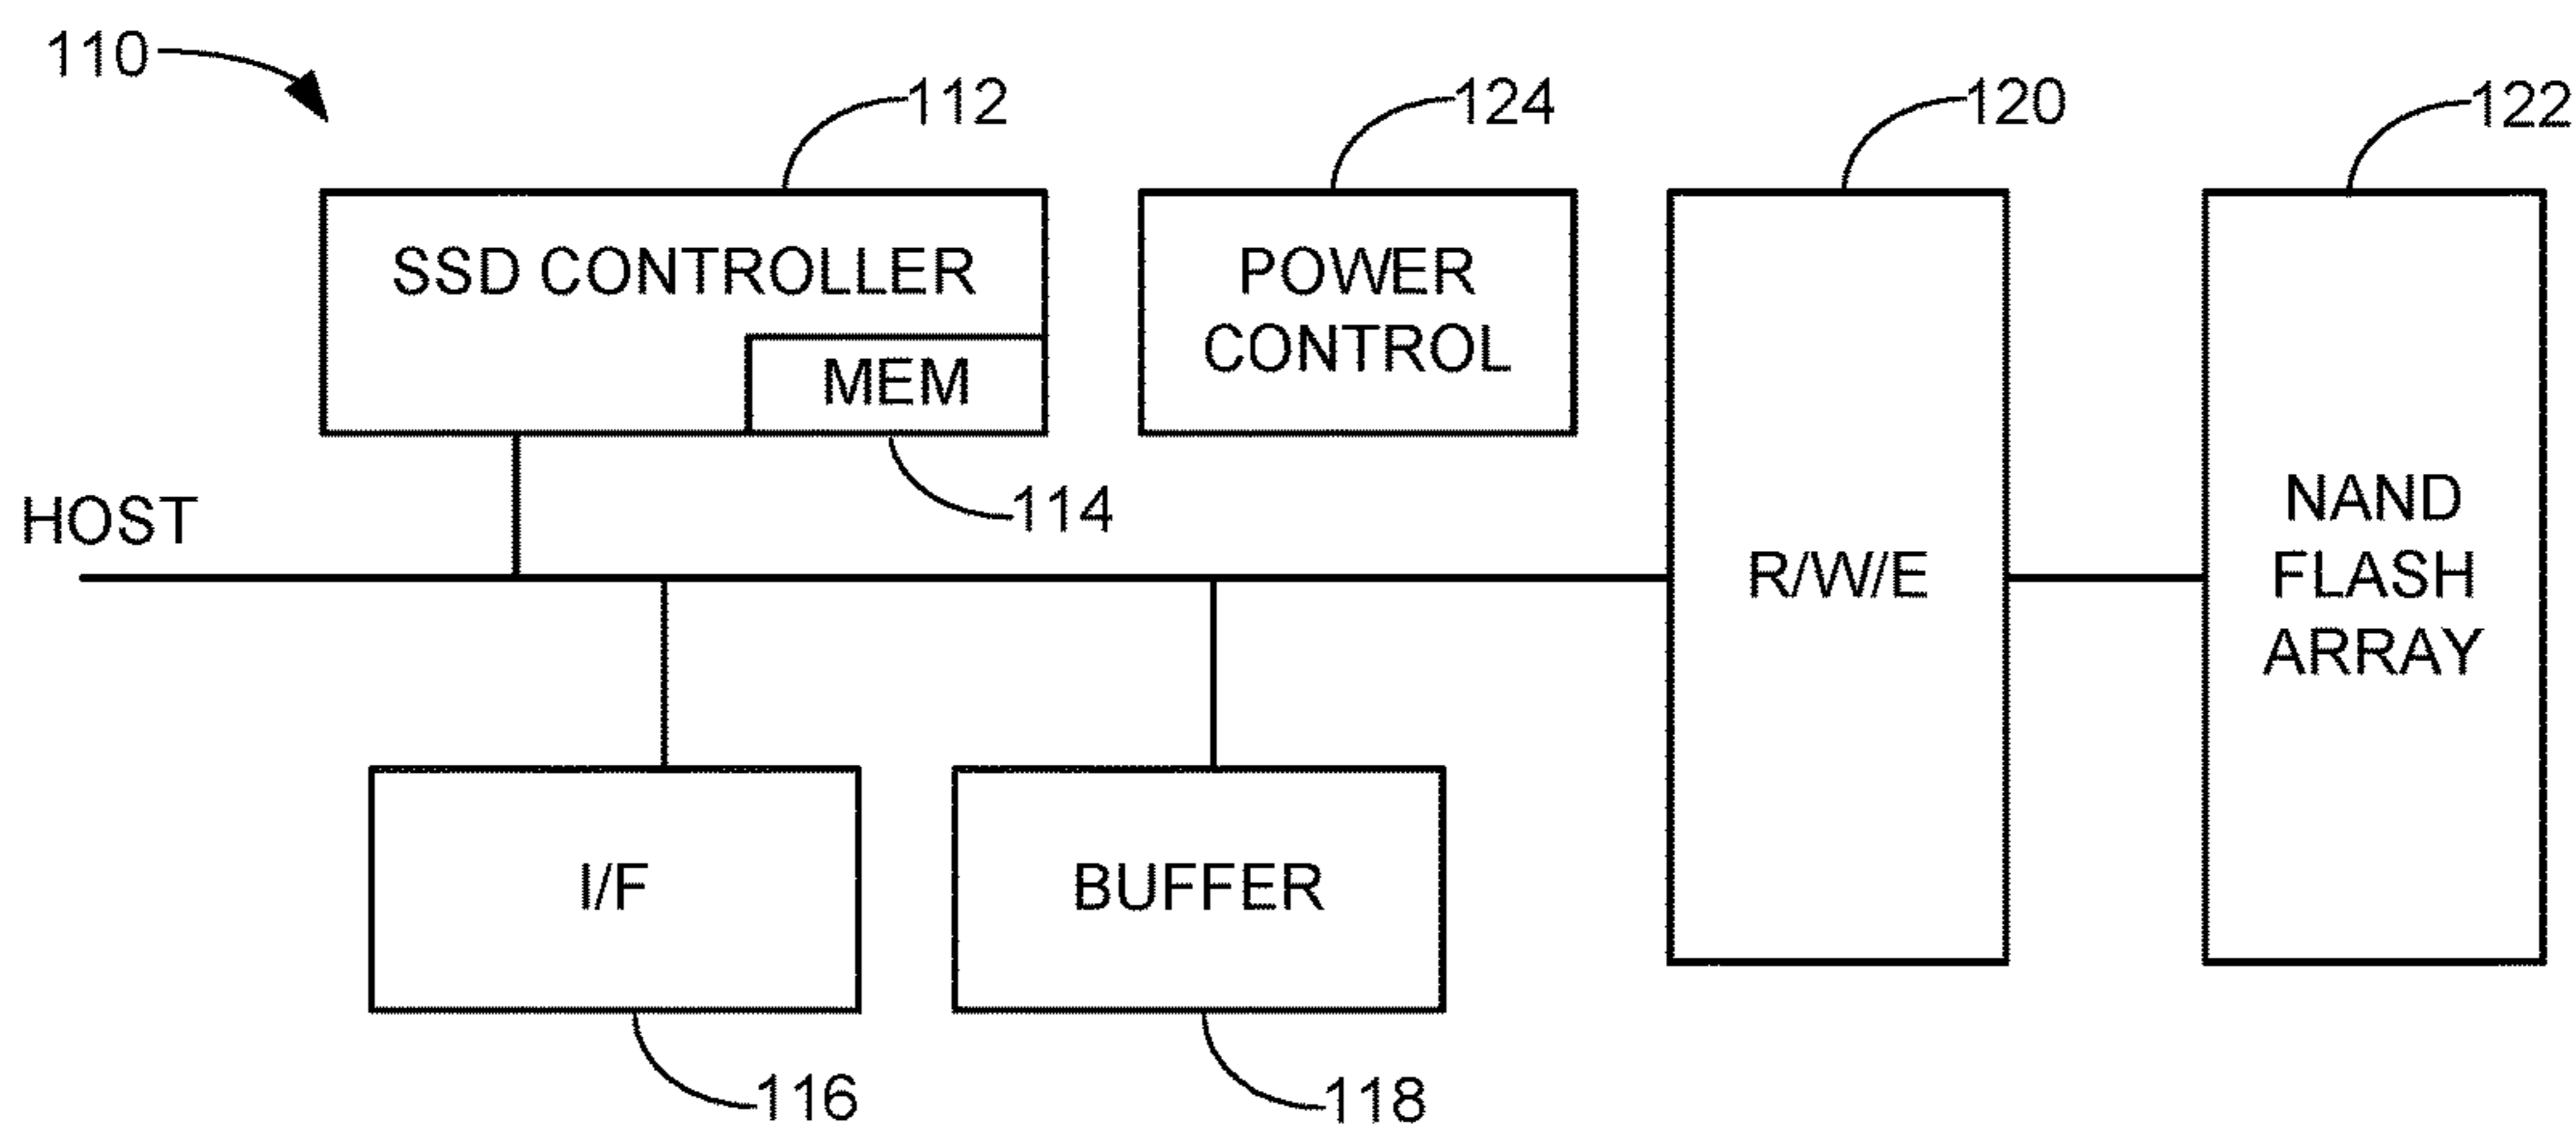 110
112
124
120
122
SSD CONTROLLER
MEM
114
POWER
CONTROL
HOST
R/W/E
NAND
FLASH
ARRAY
I/F
BUFFER
116
118